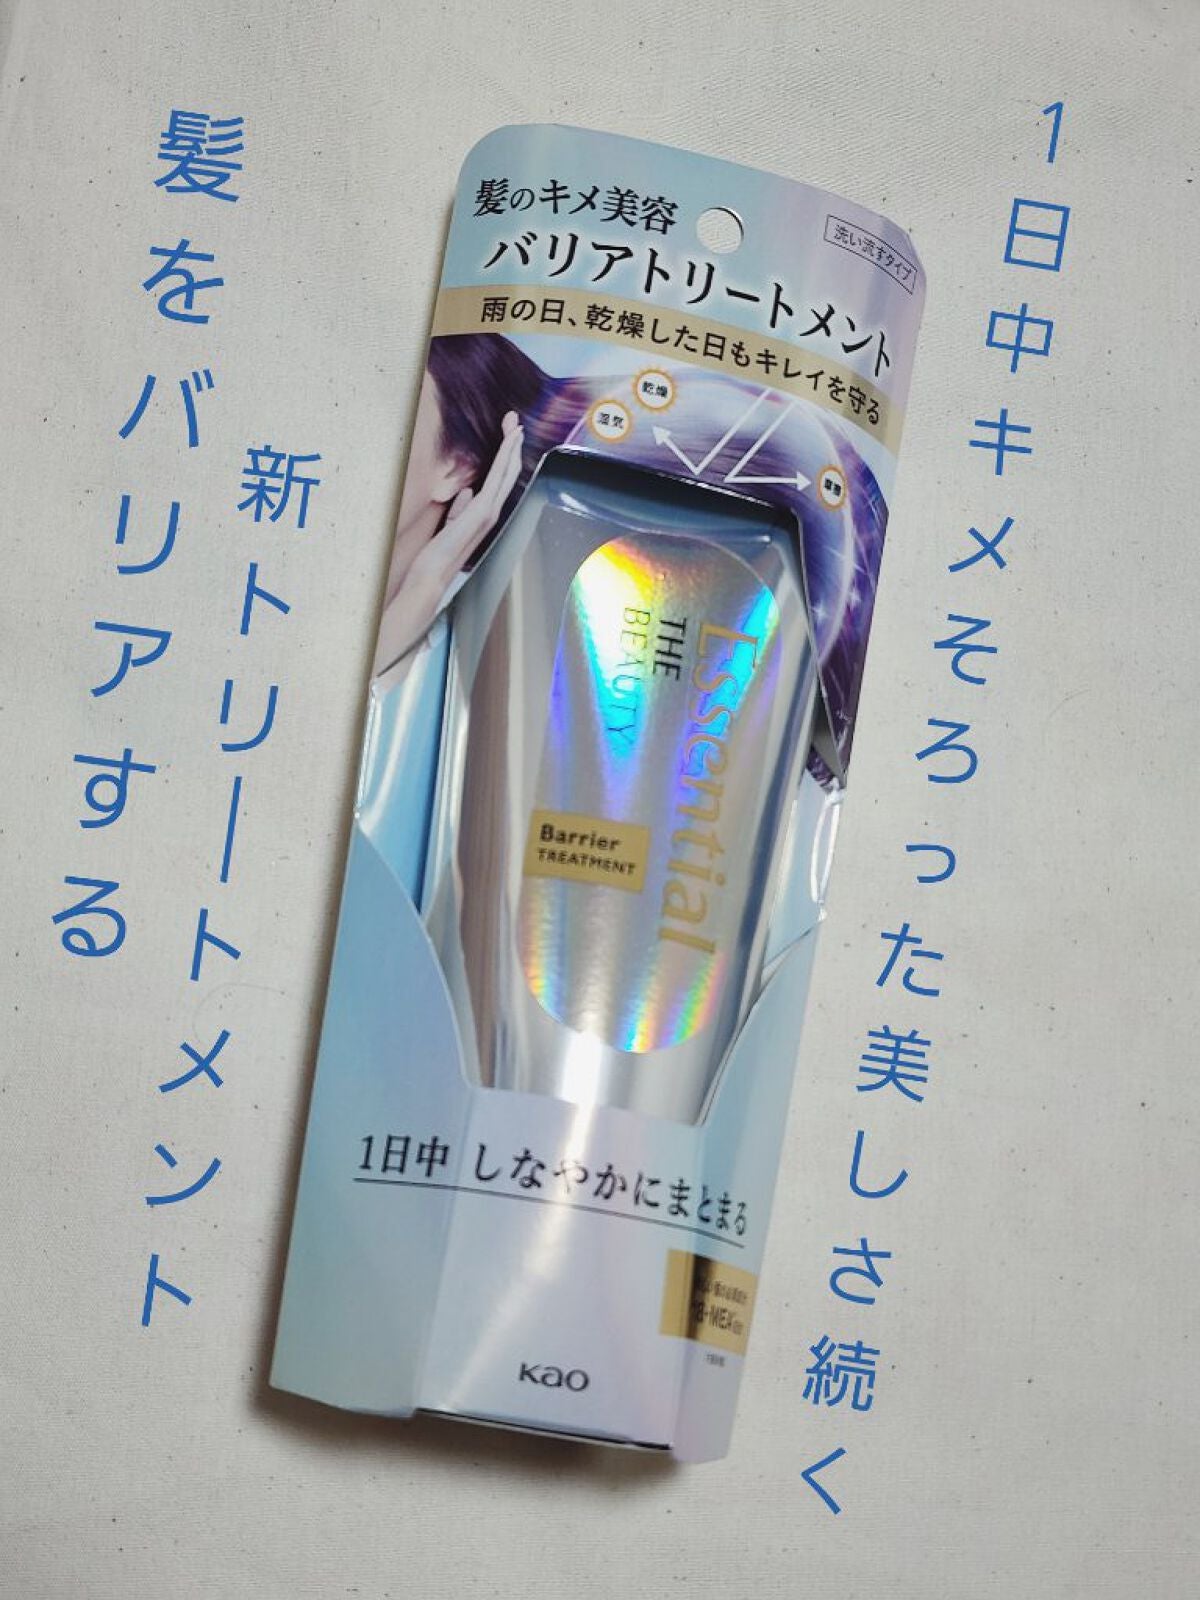 1日中キメそろった美しさ続く
髪をバリアする
新トリートメント
髪のキメ美容
洗い流すタイプ
バリアトリートメント
雨の日、乾燥した日もキレイを守る
乾燥
湿気
摩擦
Essential
THE
BEAUTY
Barrier
TREATMENT
1日中 しなやかにまとまる
Kao